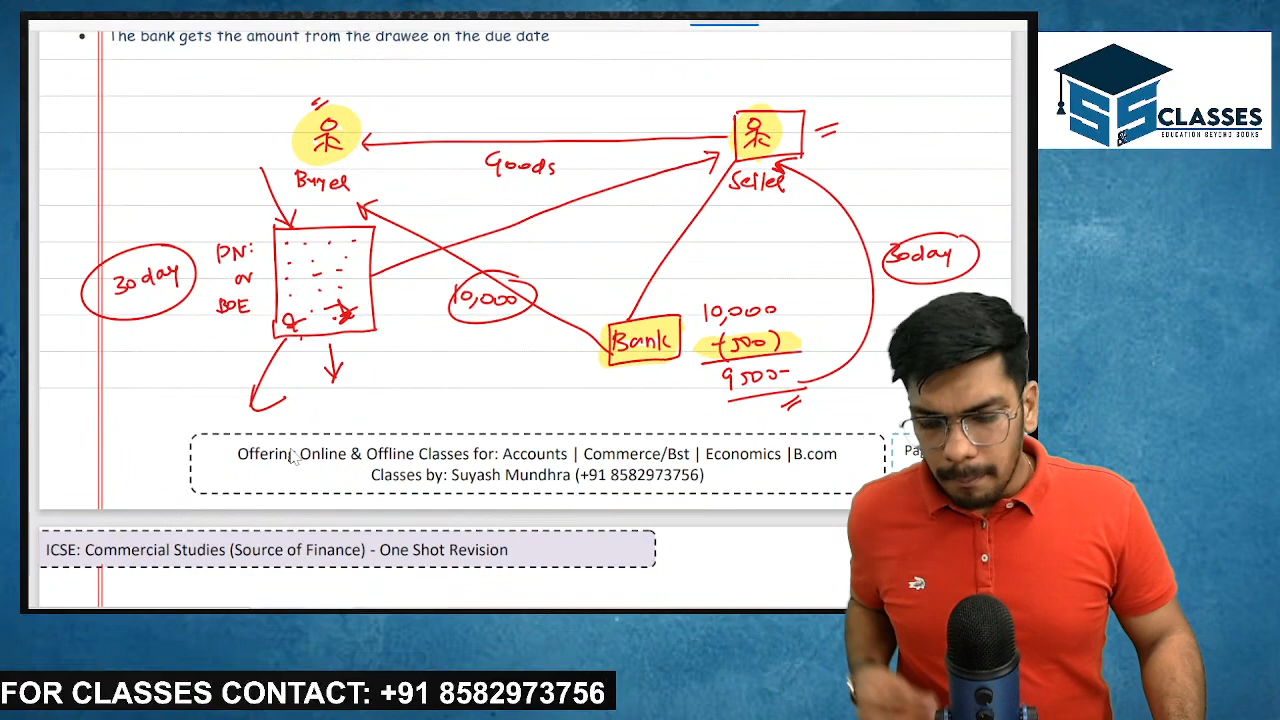 The bank gets the amount from the drawee on the due date
Goods
Buyer
Seller
PN:
or
BOE
30 day
10,000
Bank
10,000
(500)
9500-
30day
Offering Online & Offline Classes for: Accounts | Commerce/Bst | Economics |B.com
Classes by: Suyash Mundhra (+91 8582973756)
ICSE: Commercial Studies (Source of Finance) - One Shot Revision
SS CLASSES
EDUCATION BEYOND BOOKS
FOR CLASSES CONTACT: +91 8582973756